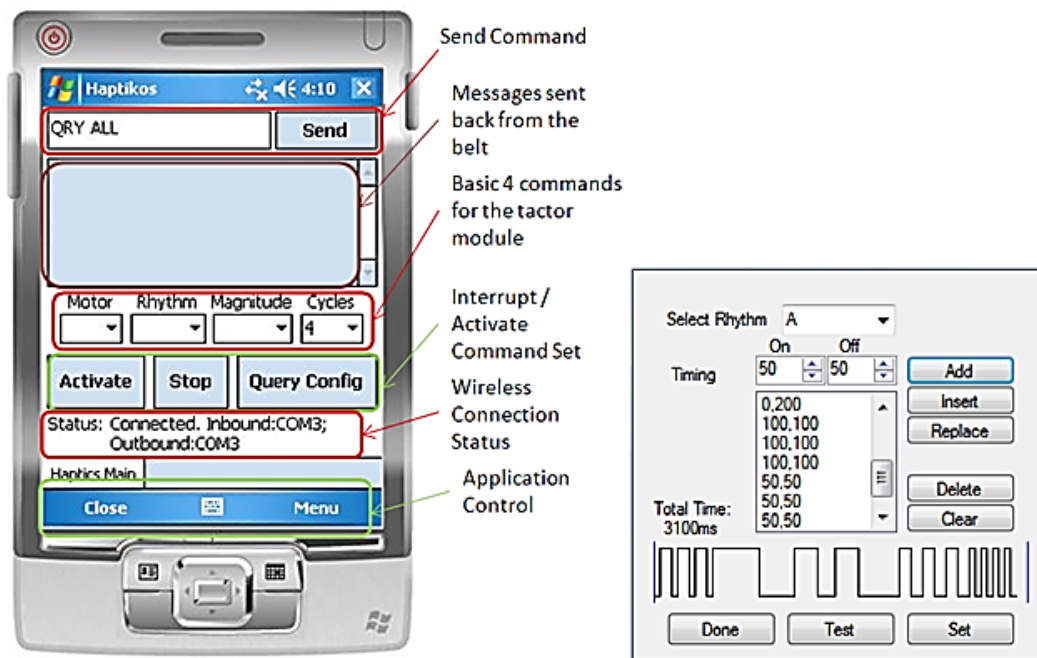 Send Command
Messages sent
back from the
belt
Basic 4 commands
for the tactor
module
Interrupt /
Activate
Command Set
Wireless
Connection
Status
Application
Control
Haptikos
4:10
QRY ALL
Send
Motor Rhythm Magnitude Cycles
4
Activate Stop Query Config
Status: Connected. Inbound:COM3;
Outbound:COM3
Haptics Main
Close Menu
Select Rhythm A
On Off
Timing 50 50
Add
Insert
Replace
Delete
Clear
0,200
100,100
100,100
100,100
50,50
50,50
50,50
Total Time:
3100ms
Done Test Set